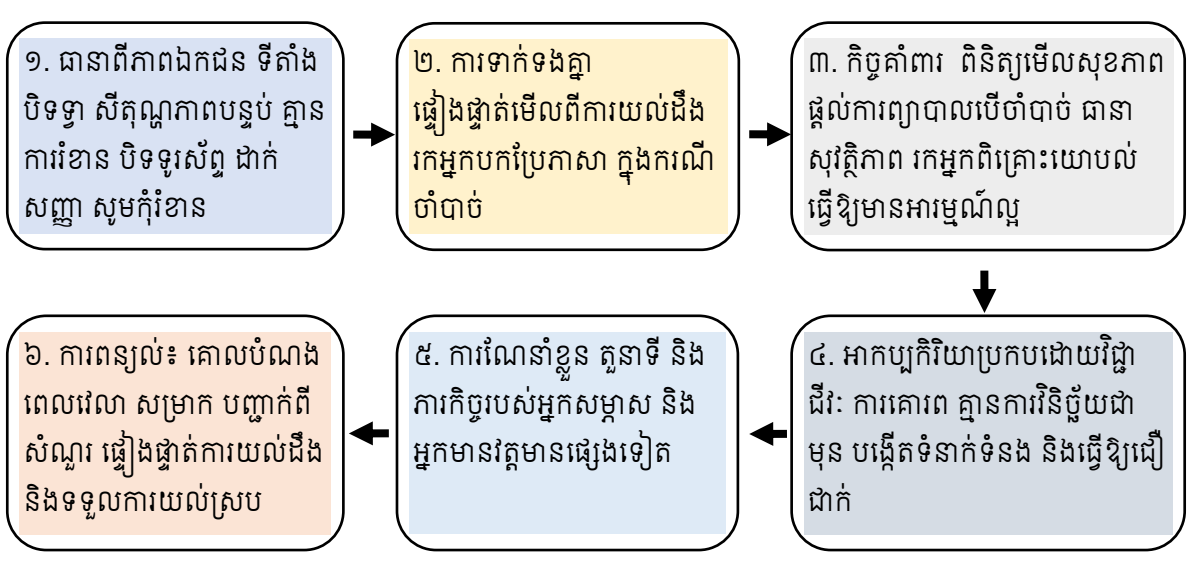 ១. ធានាពីភាពឯកជន ទីតាំង
បិទទ្វា សីតុណ្ហភាពបន្ទប់ គ្មាន
ការរំខាន បិទទូរស័ព្ទ ដាក់
សញ្ញា សូមកុំរំខាន
២. ការទាក់ទងគ្នា
ផ្ទៀងផ្ទាត់មើលពីការយល់ដឹង
រកអ្នកបកប្រែភាសា ក្នុងករណី
ចាំបាច់
៣. កិច្ចគាំពារ ពិនិត្យមើលសុខភាព
ផ្តល់ការព្យាបាលបើចាំបាច់ ធានា
សុវត្ថិភាព រកអ្នកពិគ្រោះយោបល់
ធ្វើឱ្យមានអារម្មណ៍ល្អ
៤. អាកប្បកិរិយាប្រកបដោយវិជ្ជា
ជីវៈ ការគោរព គ្មានការវិនិច្ឆ័យជា
មុន បង្កើតទំនាក់ទំនង និងធ្វើឱ្យជឿ
ជាក់
៥. ការណែនាំខ្លួន តួនាទី និង
ភារកិច្ចរបស់អ្នកសម្ភាស និង
អ្នកមានវត្តមានផ្សេងទៀត
៦. ការពន្យល់៖ គោលបំណង
ពេលវេលា សម្រាក បញ្ជាក់ពី
សំណួរ ផ្ទៀងផ្ទាត់ការយល់ដឹង
និងទទួលការយល់ស្រប